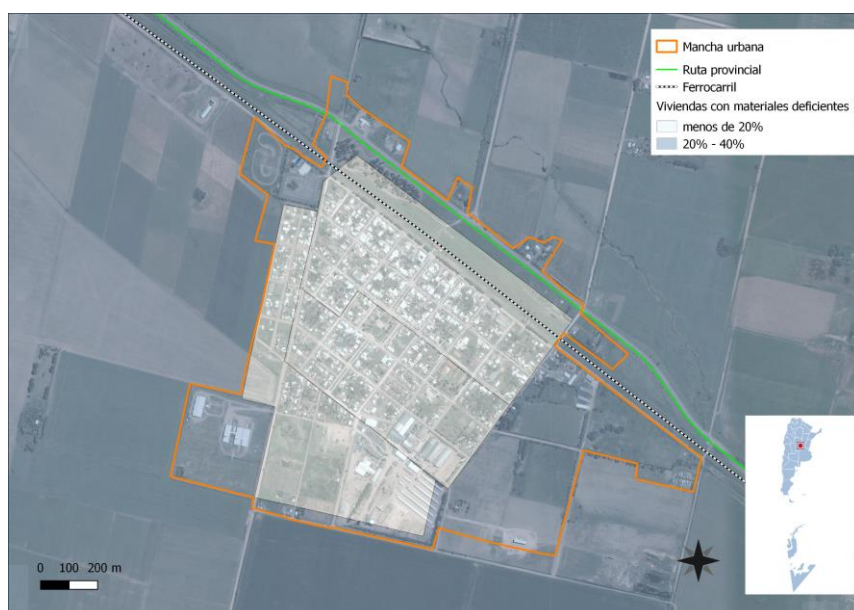 Mancha urbana
Ruta provincial
Ferrocarril
Viviendas con materiales deficientes
menos de 20%
20% - 40%
0 100 200 m